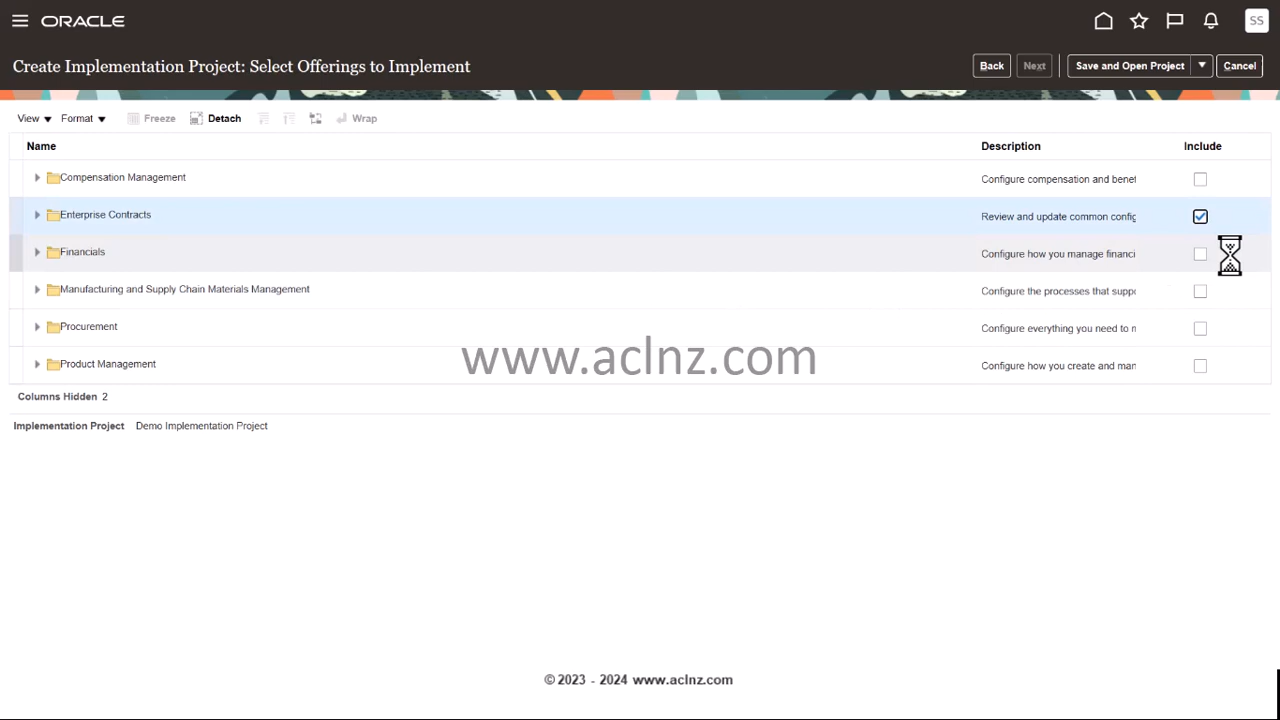 ORACLE
SS
Create Implementation Project: Select Offerings to Implement
Back Next Save and Open Project Cancel
View Format Freeze Detach Wrap
Name Description Include
Compensation Management Configure compensation and benef
Enterprise Contracts Review and update common config
Financials Configure how you manage financi
Manufacturing and Supply Chain Materials Management Configure the processes that suppo
Procurement Configure everything you need to m
Product Management Configure how you create and man
www.aclnz.com
Columns Hidden 2
Implementation Project Demo Implementation Project
© 2023 - 2024 www.aclnz.com